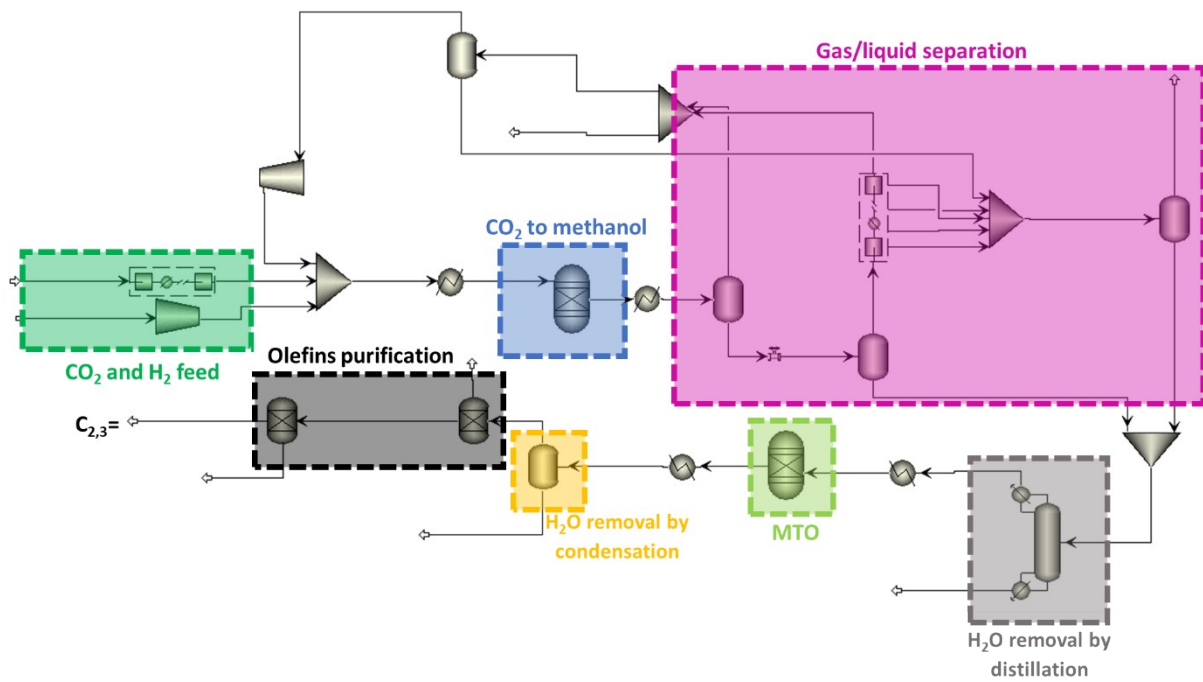 Gas/liquid separation
CO₂ to methanol
CO₂ and H₂ feed
Olefins purification
C₂,₃=
H₂O removal by
condensation
MTO
H₂O removal by
distillation